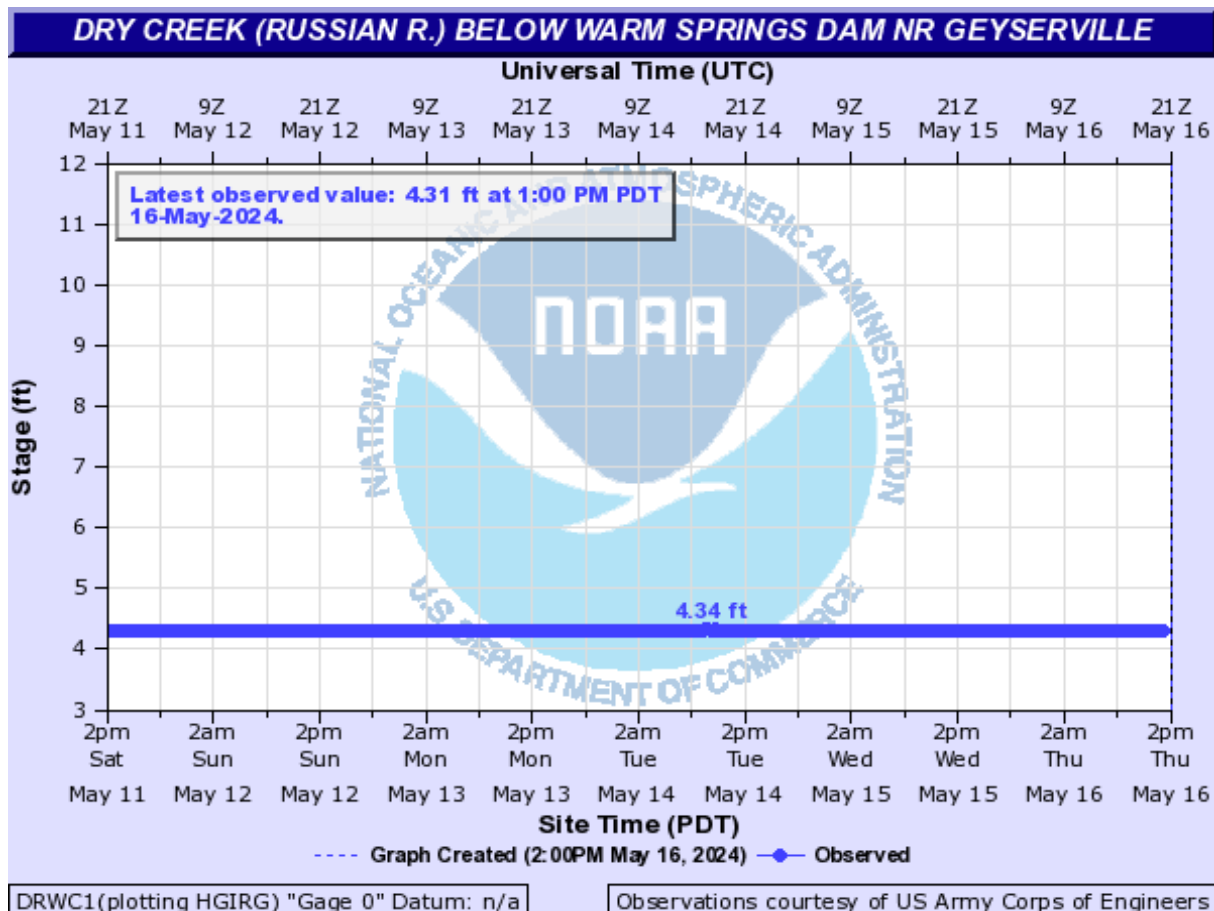 DRY CREEK (RUSSIAN R.) BELOW WARM SPRINGS DAM NR GEYSERVILLE
Universal Time (UTC)
21Z 9Z 21Z 9Z 21Z 9Z 21Z 9Z 21Z 9Z 21Z
May 11 May 12 May 12 May 13 May 13 May 14 May 14 May 15 May 15 May 16 May 16
Latest observed value: 4.31 ft at 1:00 PM PDT
16-May-2024.
NATIONAL OCEANIC AND ATMOSPHERIC ADMINISTRATION
NOAA
U.S. DEPARTMENT OF COMMERCE
Stage (ft)
12
11
10
9
8
7
6
5
4
3
4.34 ft
2pm 2am 2pm 2am 2pm 2am 2pm 2am 2pm 2am 2pm
Sat Sun Sun Mon Mon Tue Tue Wed Wed Thu Thu
May 11 May 12 May 12 May 13 May 13 May 14 May 14 May 15 May 15 May 16 May 16
Site Time (PDT)
Graph Created (2:00PM May 16, 2024) Observed
DRWC1(plotting HGIRG) "Gage 0" Datum: n/a
Observations courtesy of US Army Corps of Engineers